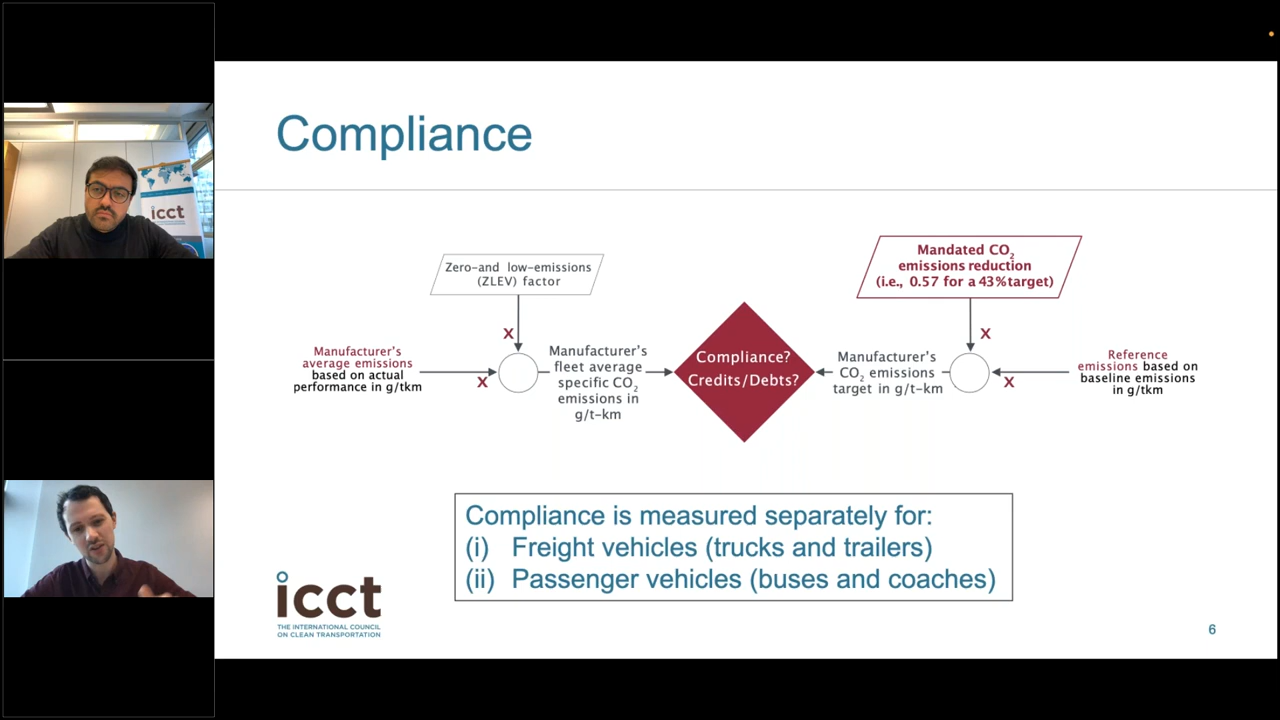 Compliance
Zero-and low-emissions
(ZLEV) factor
Mandated CO2
emissions reduction
(i.e., 0.57 for a 43%target)
X
X
Manufacturer's
average emissions
based on actual
performance in g/tkm
X
Manufacturer's
fleet average
specific CO2
emissions in
g/t-km
Compliance?
Credits/Debts?
Manufacturer's
CO2 emissions
target in g/t-km
X
Reference
emissions based on
baseline emissions
in g/tkm
Compliance is measured separately for:
(i) Freight vehicles (trucks and trailers)
(ii) Passenger vehicles (buses and coaches)
icct
THE INTERNATIONAL COUNCIL
ON CLEAN TRANSPORTATION
6
icct